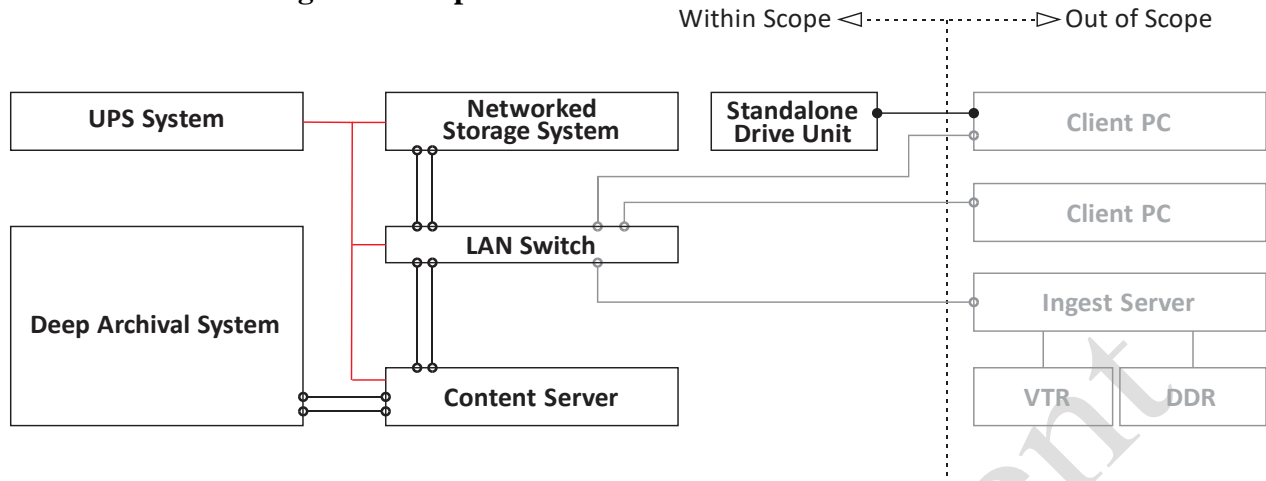 Within Scope
Out of Scope
UPS System
Networked
Storage System
Standalone
Drive Unit
Client PC
Client PC
LAN Switch
Deep Archival System
Ingest Server
Content Server
VTR
DDR